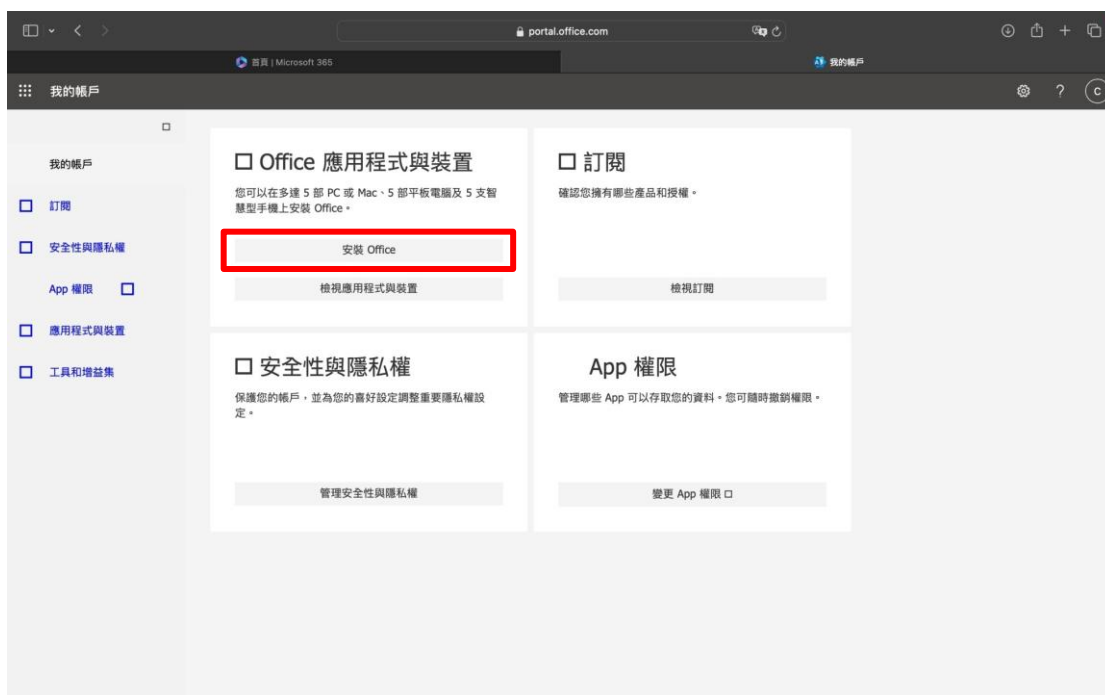 portal.office.com
首頁 | Microsoft 365
我的帳戶
我的帳戶
?
C
我的帳戶
訂閱
安全性與隱私權
App 權限
應用程式與裝置
工具和增益集
Office 應用程式與裝置
您可以在多達 5 部 PC 或 Mac、5 部平板電腦及 5 支智
慧型手機上安裝 Office。
安裝 Office
檢視應用程式與裝置
訂閱
確認您擁有哪些產品和授權。
檢視訂閱
安全性與隱私權
保護您的帳戶，並為您的喜好設定調整重要隱私權設
定。
管理安全性與隱私權
App 權限
管理哪些 App 可以存取您的資料。您可隨時撤銷權限。
變更 App 權限